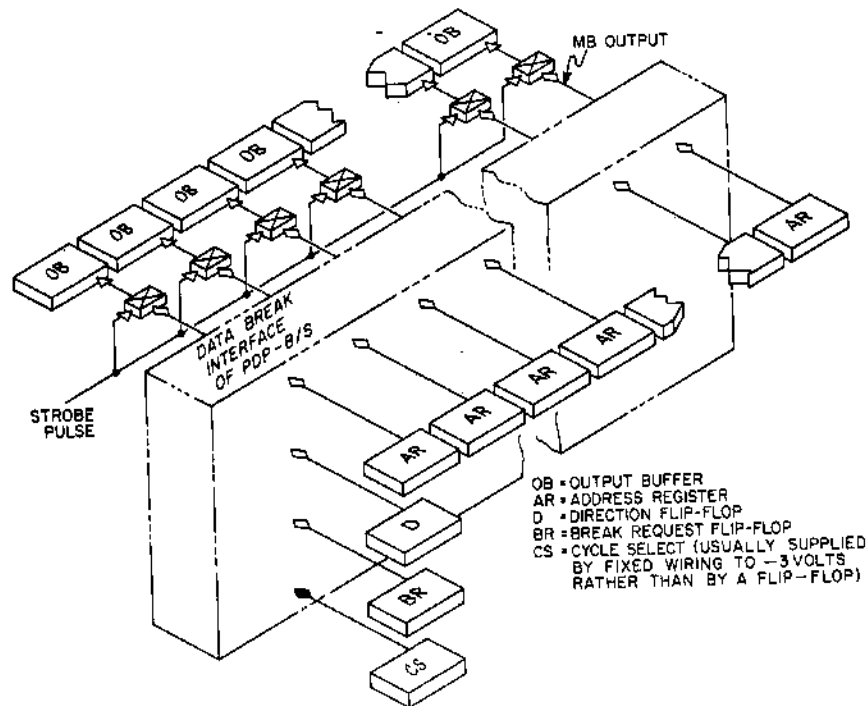 OB
MB OUTPUT
OB
OB
OB
OB
AR
DATA BREAK
INTERFACE
OF PDP-8/S
AR
AR
AR
AR
STROBE
PULSE
D
BR
CS
OB = OUTPUT BUFFER
AR = ADDRESS REGISTER
D = DIRECTION FLIP-FLOP
BR = BREAK REQUEST FLIP-FLOP
CS = CYCLE SELECT (USUALLY SUPPLIED
BY FIXED WIRING TO -3 VOLTS
RATHER THAN BY A FLIP-FLOP)